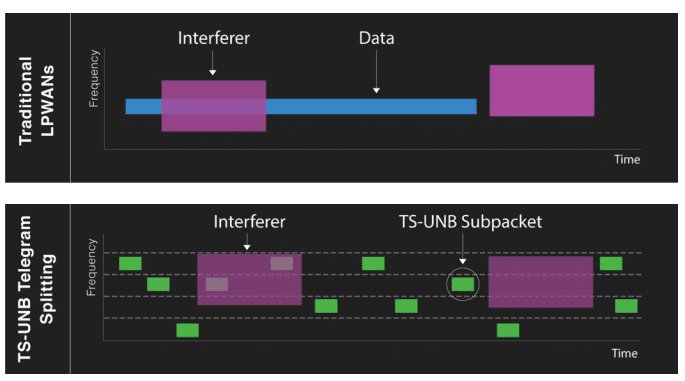 Traditional
LPWANs
Interferer
Data
Frequency
Time
TS-UNB Telegram
Splitting
Interferer
TS-UNB Subpacket
Frequency
Time